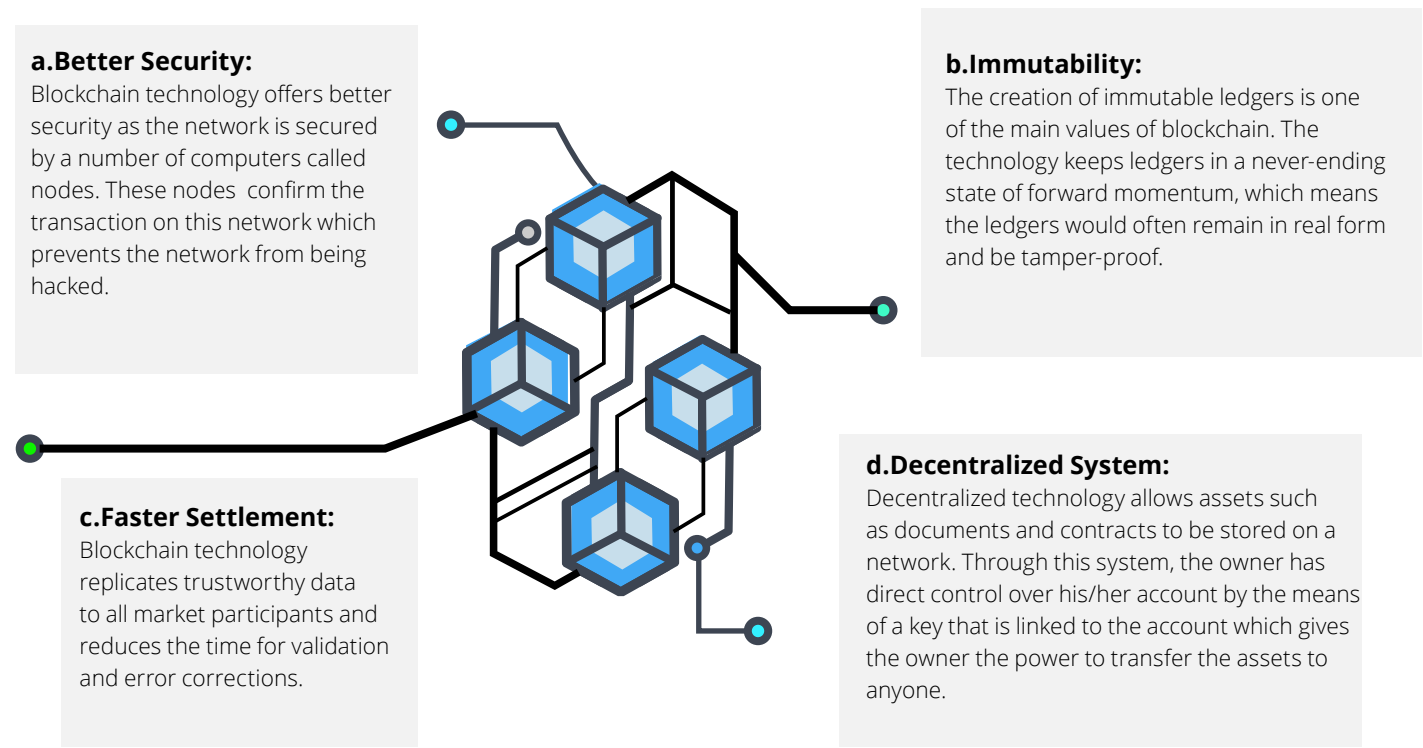 a.Better Security:
Blockchain technology offers better
security as the network is secured
by a number of computers called
nodes. These nodes  confirm the
transaction on this network which
prevents the network from being
hacked.
b.Immutability:
The creation of immutable ledgers is one
of the main values of blockchain. The
technology keeps ledgers in a never-ending
state of forward momentum, which means
the ledgers would often remain in real form
and be tamper-proof.
c.Faster Settlement:
Blockchain technology
replicates trustworthy data
to all market participants and
reduces the time for validation
and error corrections.
d.Decentralized System:
Decentralized technology allows assets such
as documents and contracts to be stored on a
network. Through this system, the owner has
direct control over his/her account by the means
of a key that is linked to the account which gives
the owner the power to transfer the assets to
anyone.